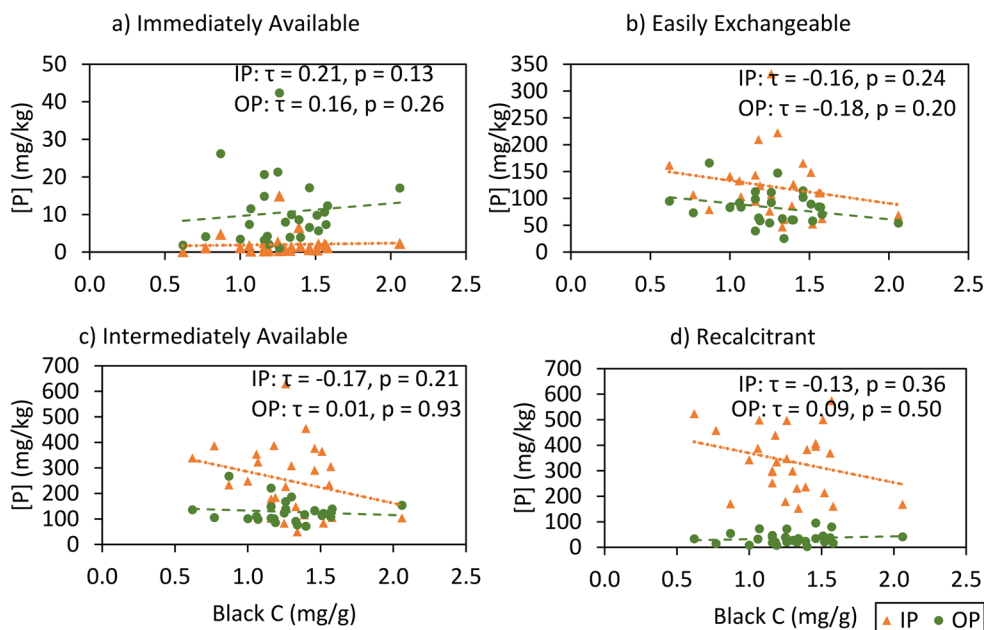 a) Immediately Available
[P] (mg/kg)
50
40
30
20
10
0
IP: τ = 0.21, p = 0.13
OP: τ = 0.16, p = 0.26
0.0 0.5 1.0 1.5 2.0 2.5
b) Easily Exchangeable
[P] (mg/kg)
350
300
250
200
150
100
50
0
IP: τ = -0.16, p = 0.24
OP: τ = -0.18, p = 0.20
0.0 0.5 1.0 1.5 2.0 2.5
c) Intermediately Available
[P] (mg/kg)
700
600
500
400
300
200
100
0
IP: τ = -0.17, p = 0.21
OP: τ 0.01, p = 0.93
0.0 0.5 1.0 1.5 2.0 2.5
Black C (mg/g)
d) Recalcitrant
[P] (mg/kg)
700
600
500
400
300
200
100
0
IP: τ = -0.13, p = 0.36
OP: τ = 0.09, p = 0.50
0.0 0.5 1.0 1.5 2.0 2.5
Black C (mg/g)
IP OP